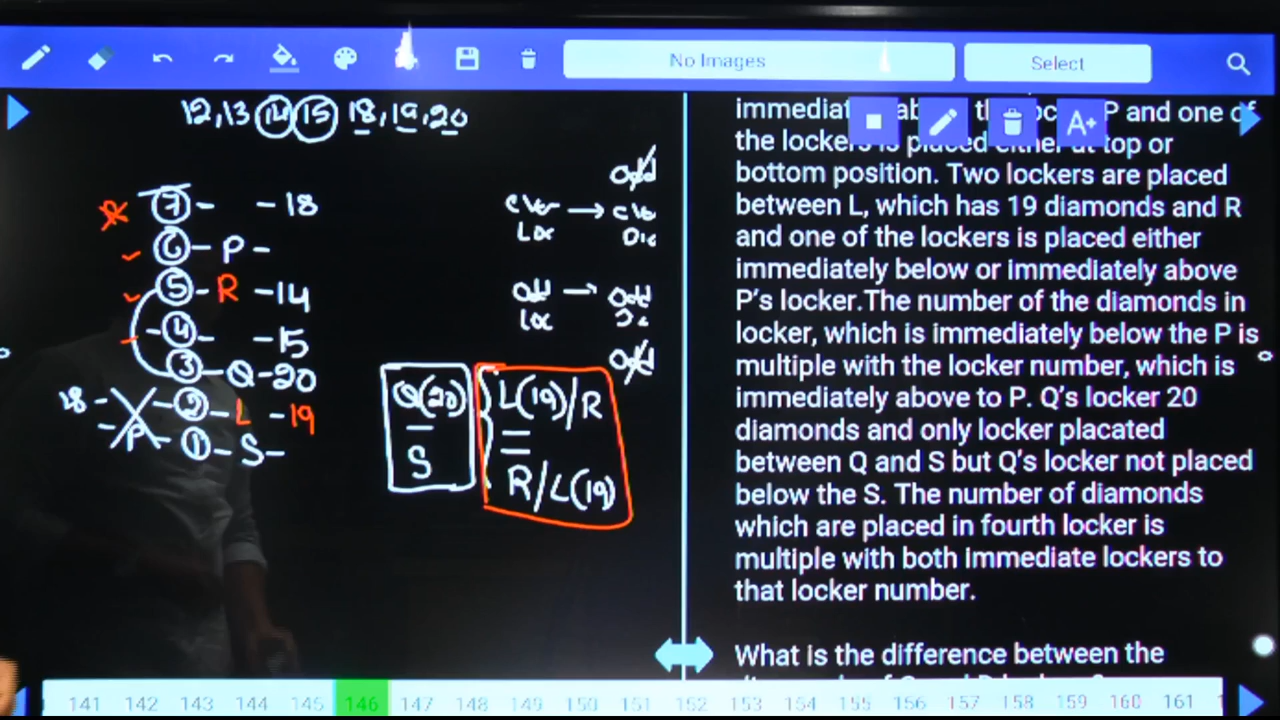 No Images
Select
A+
12,13 14 15 18,19,20
7 - - 18
6 - P -
5 - R - 14
4 - - 15
3 - Q - 20
18 - 2 - L - 19
- P - 1 - S -
Odd
LOC
Odd
Q(20)
S
L(19)/R
R/L(19)
P and one of
the lockers is placed either at top or
bottom position. Two lockers are placed
between L, which has 19 diamonds and R
and one of the lockers is placed either
immediately below or immediately above
P's locker.The number of the diamonds in
locker, which is immediately below the P is
multiple with the locker number, which is
immediately above to P. Q's locker 20
diamonds and only locker placated
between Q and S but Q's locker not placed
below the S. The number of diamonds
which are placed in fourth locker is
multiple with both Immediate lockers to
that locker number.
What is the difference between the
141 142 143 144 145 146 147 148 149 150 151 152 153 154 155 156 157 158 159 160 161